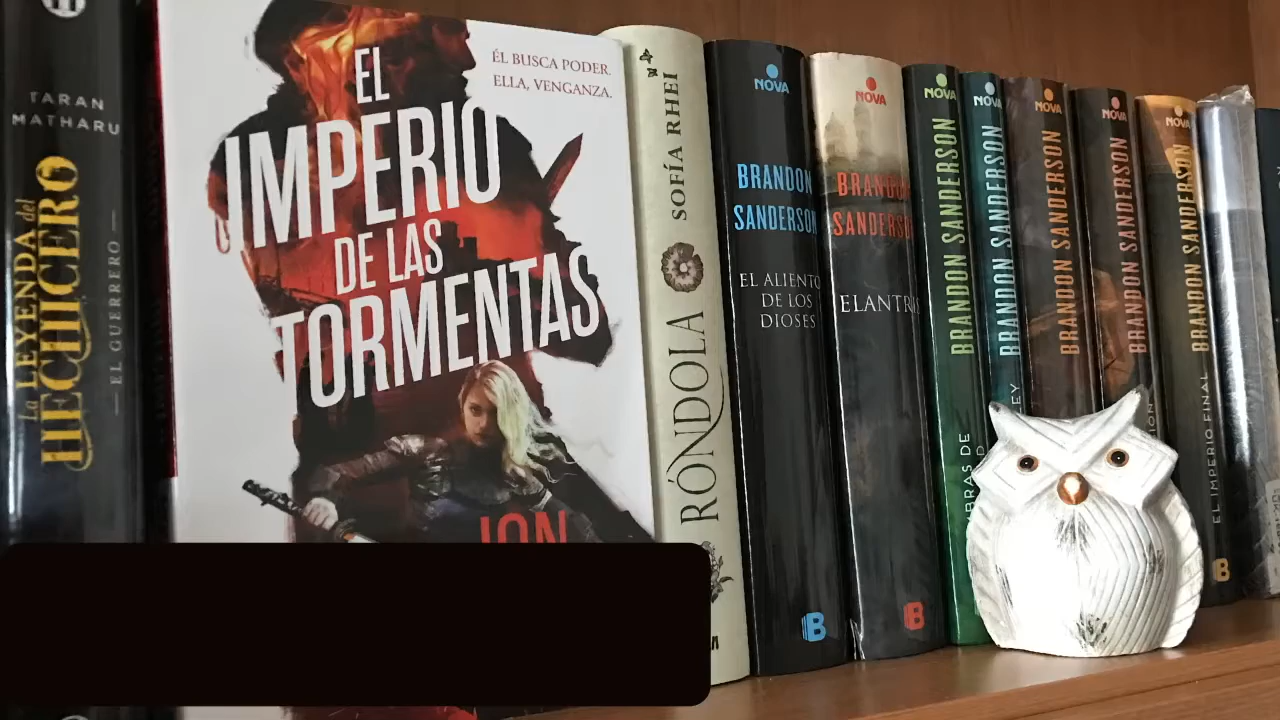 TARAN
MATHARU
La LEYENDA del
HECHICERO
— EL GUERRERO —
ÉL BUSCA PODER.
ELLA, VENGANZA.
EL
IMPERIO
DE LAS
TORMENTAS
JON
SOFÍA RHEI
RÓNDOLA
NOVA
BRANDON
SANDERSON
EL ALIENTO
DE LOS
DIOSES
B
NOVA
BRANDON
SANDERSON
ELANTRIS
B
NOVA
BRANDON SANDERSON
NOVA
BRANDON SANDERSON
NOVA
BRANDON SANDERSON
NOVA
BRANDON SANDERSON
NOVA
BRANDON SANDERSON
EL IMPERIO FINAL
B